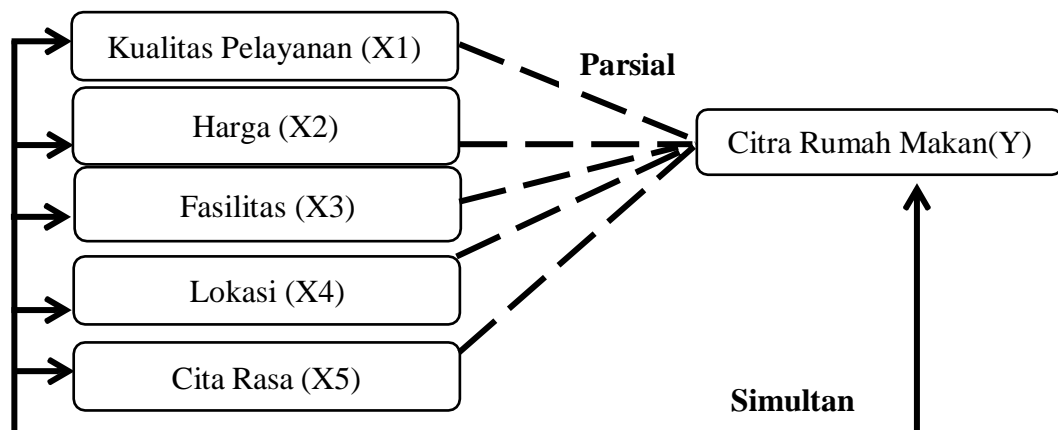 Kualitas Pelayanan (X1)
Parsial
Harga (X2)
Citra Rumah Makan(Y)
Fasilitas (X3)
Lokasi (X4)
Cita Rasa (X5)
Simultan